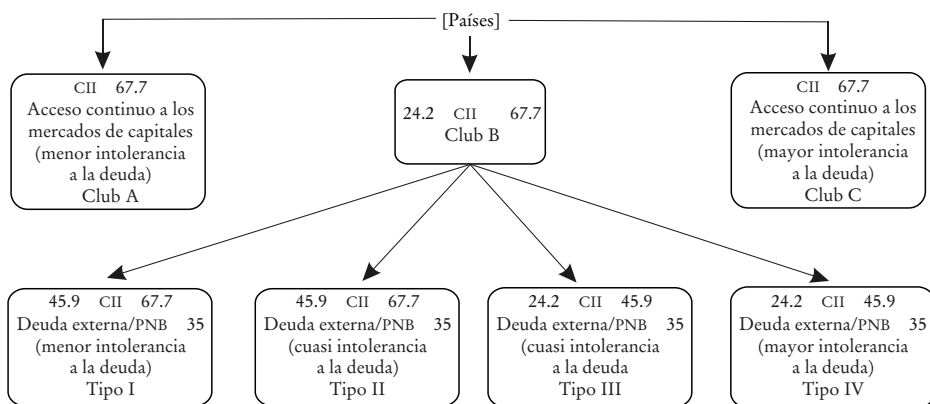 [Países]
CII 67.7
Acceso continuo a los
mercados de capitales
(menor intolerancia
a la deuda)
Club A
24.2 CII 67.7
Club B
CII 67.7
Acceso continuo a los
mercados de capitales
(mayor intolerancia
a la deuda)
Club C
45.9 CII 67.7
Deuda externa/PNB 35
(menor intolerancia
a la deuda)
Tipo I
45.9 CII 67.7
Deuda externa/PNB 35
(cuasi intolerancia
a la deuda)
Tipo II
24.2 CII 45.9
Deuda externa/PNB 35
(cuasi intolerancia
a la deuda
Tipo III
24.2 CII 45.9
Deuda externa/PNB 35
(mayor intolerancia
a la deuda)
Tipo IV